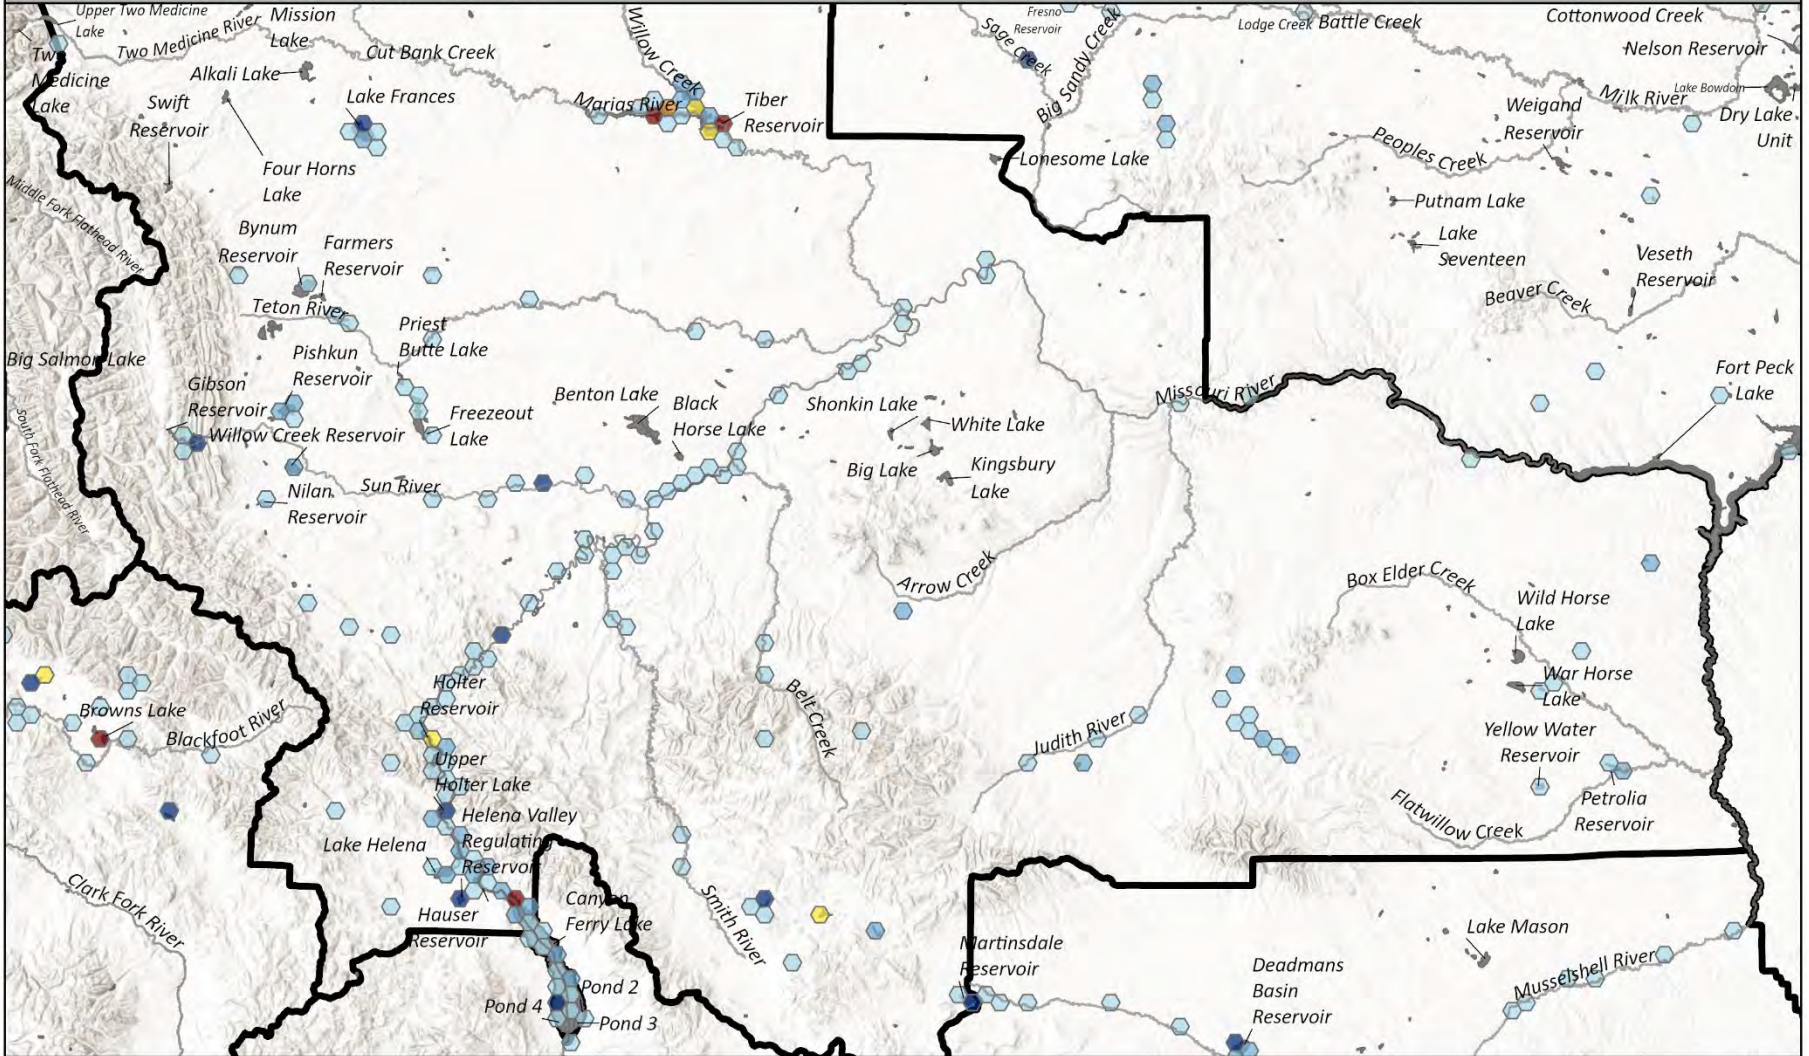 Upper Two Medicine
Lake
Two
Medicine
Lake
Two Medicine River
Mission
Lake
Cut Bank Creek
Alkali Lake
Swift
Reservoir
Lake Frances
Four Horns
Lake
Willow Creek
Marias River
Tiber
Reservoir
Fresno
Reservoir
Sage Creek
Big Sandy Creek
Lodge Creek
Battle Creek
Cottonwood Creek
Nelson Reservoir
Lake Bowdoin
Milk River
Dry Lake
Unit
Weigand
Reservoir
Peoples Creek
Lonesome Lake
Putnam Lake
Lake
Seventeen
Veseth
Reservoir
Beaver Creek
Middle Fork Flathead River
Bynum
Reservoir
Farmers
Reservoir
Teton River
Priest
Butte Lake
Big Salmon Lake
Pishkun
Reservoir
Gibson
Reservoir
Willow Creek Reservoir
Freezeout
Lake
Benton Lake
Black
Horse Lake
Shonkin Lake
White Lake
Big Lake
Kingsbury
Lake
Missouri River
Fort Peck
Lake
South Fork Flathead River
Nilan
Reservoir
Sun River
Arrow Creek
Box Elder Creek
Wild Horse
Lake
War Horse
Lake
Yellow Water
Reservoir
Petrolia
Reservoir
Flatwillow Creek
Holter
Reservoir
Browns Lake
Blackfoot River
Belt Creek
Judith River
Upper
Holter Lake
Helena Valley
Regulating
Reservoir
Lake Helena
Clark Fork River
Hauser
Reservoir
Canyon
Ferry Lake
Smith River
Pond 2
Pond 4
Pond 3
Martinsdale
Reservoir
Deadmans
Basin
Reservoir
Lake Mason
Musselshell River